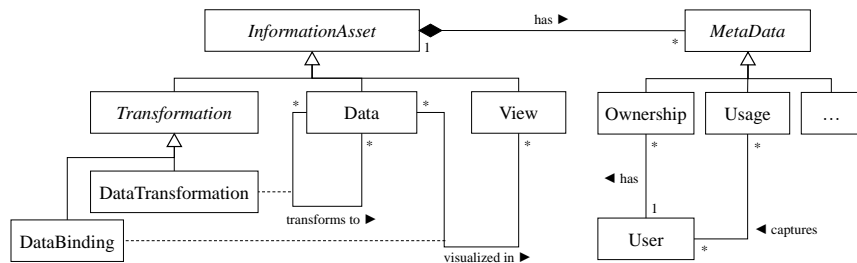 InformationAsset
has ►
MetaData
1
*
Transformation
*
Data
*
View
Ownership
Usage
…
*
*
*
*
DataTransformation
◄ has
transforms to ►
1
DataBinding
User
*
◄ captures
visualized in ►